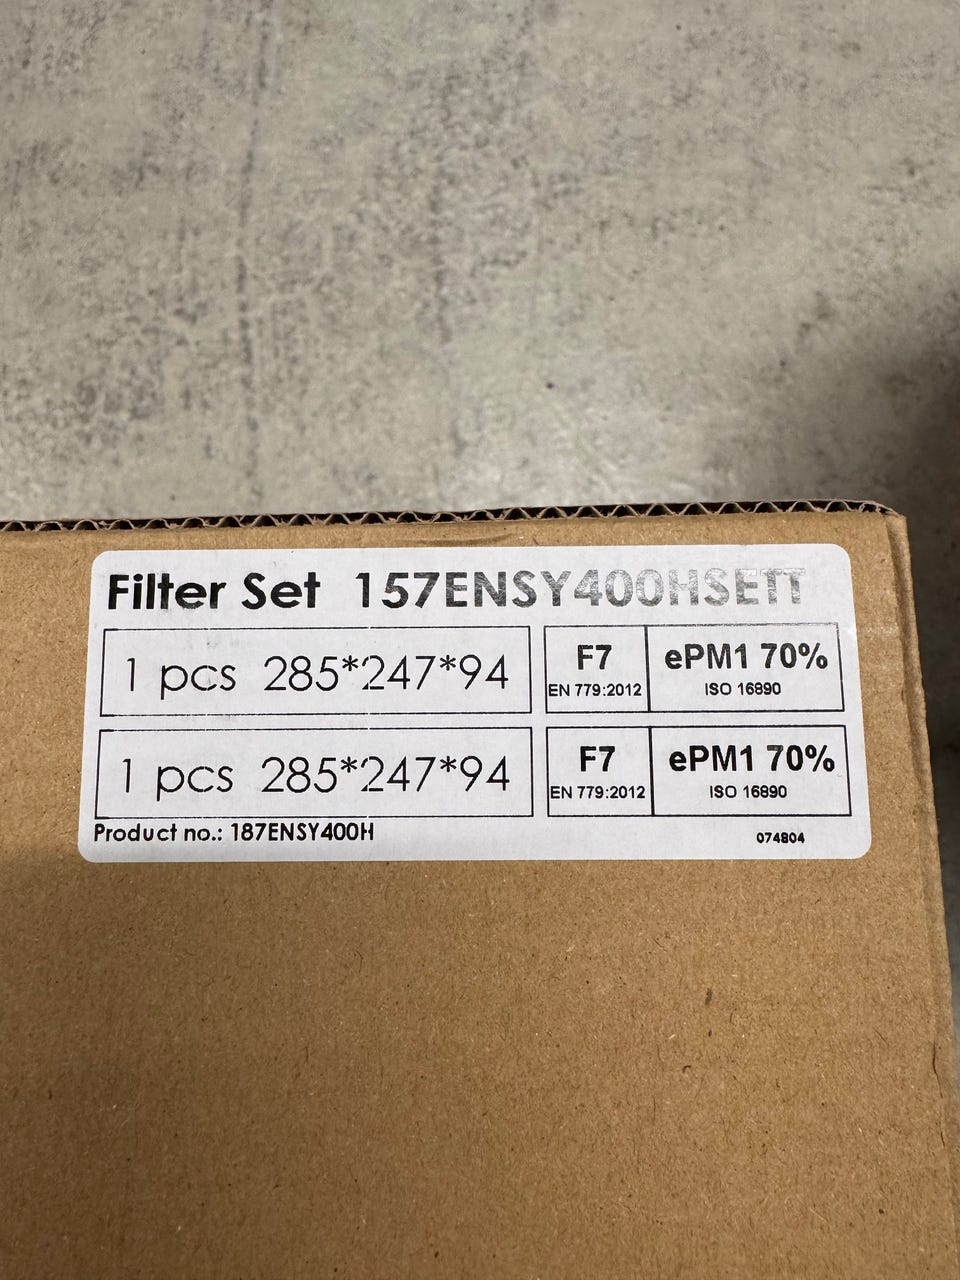 Filter Set 157ENSY400HSETT
1 pcs 285*247*94
F7
EN 779:2012
ePM1 70%
ISO 16890
1 pcs 285*247*94
F7
EN 779:2012
ePM1 70%
ISO 16890
Product no.: 187ENSY400H
074804